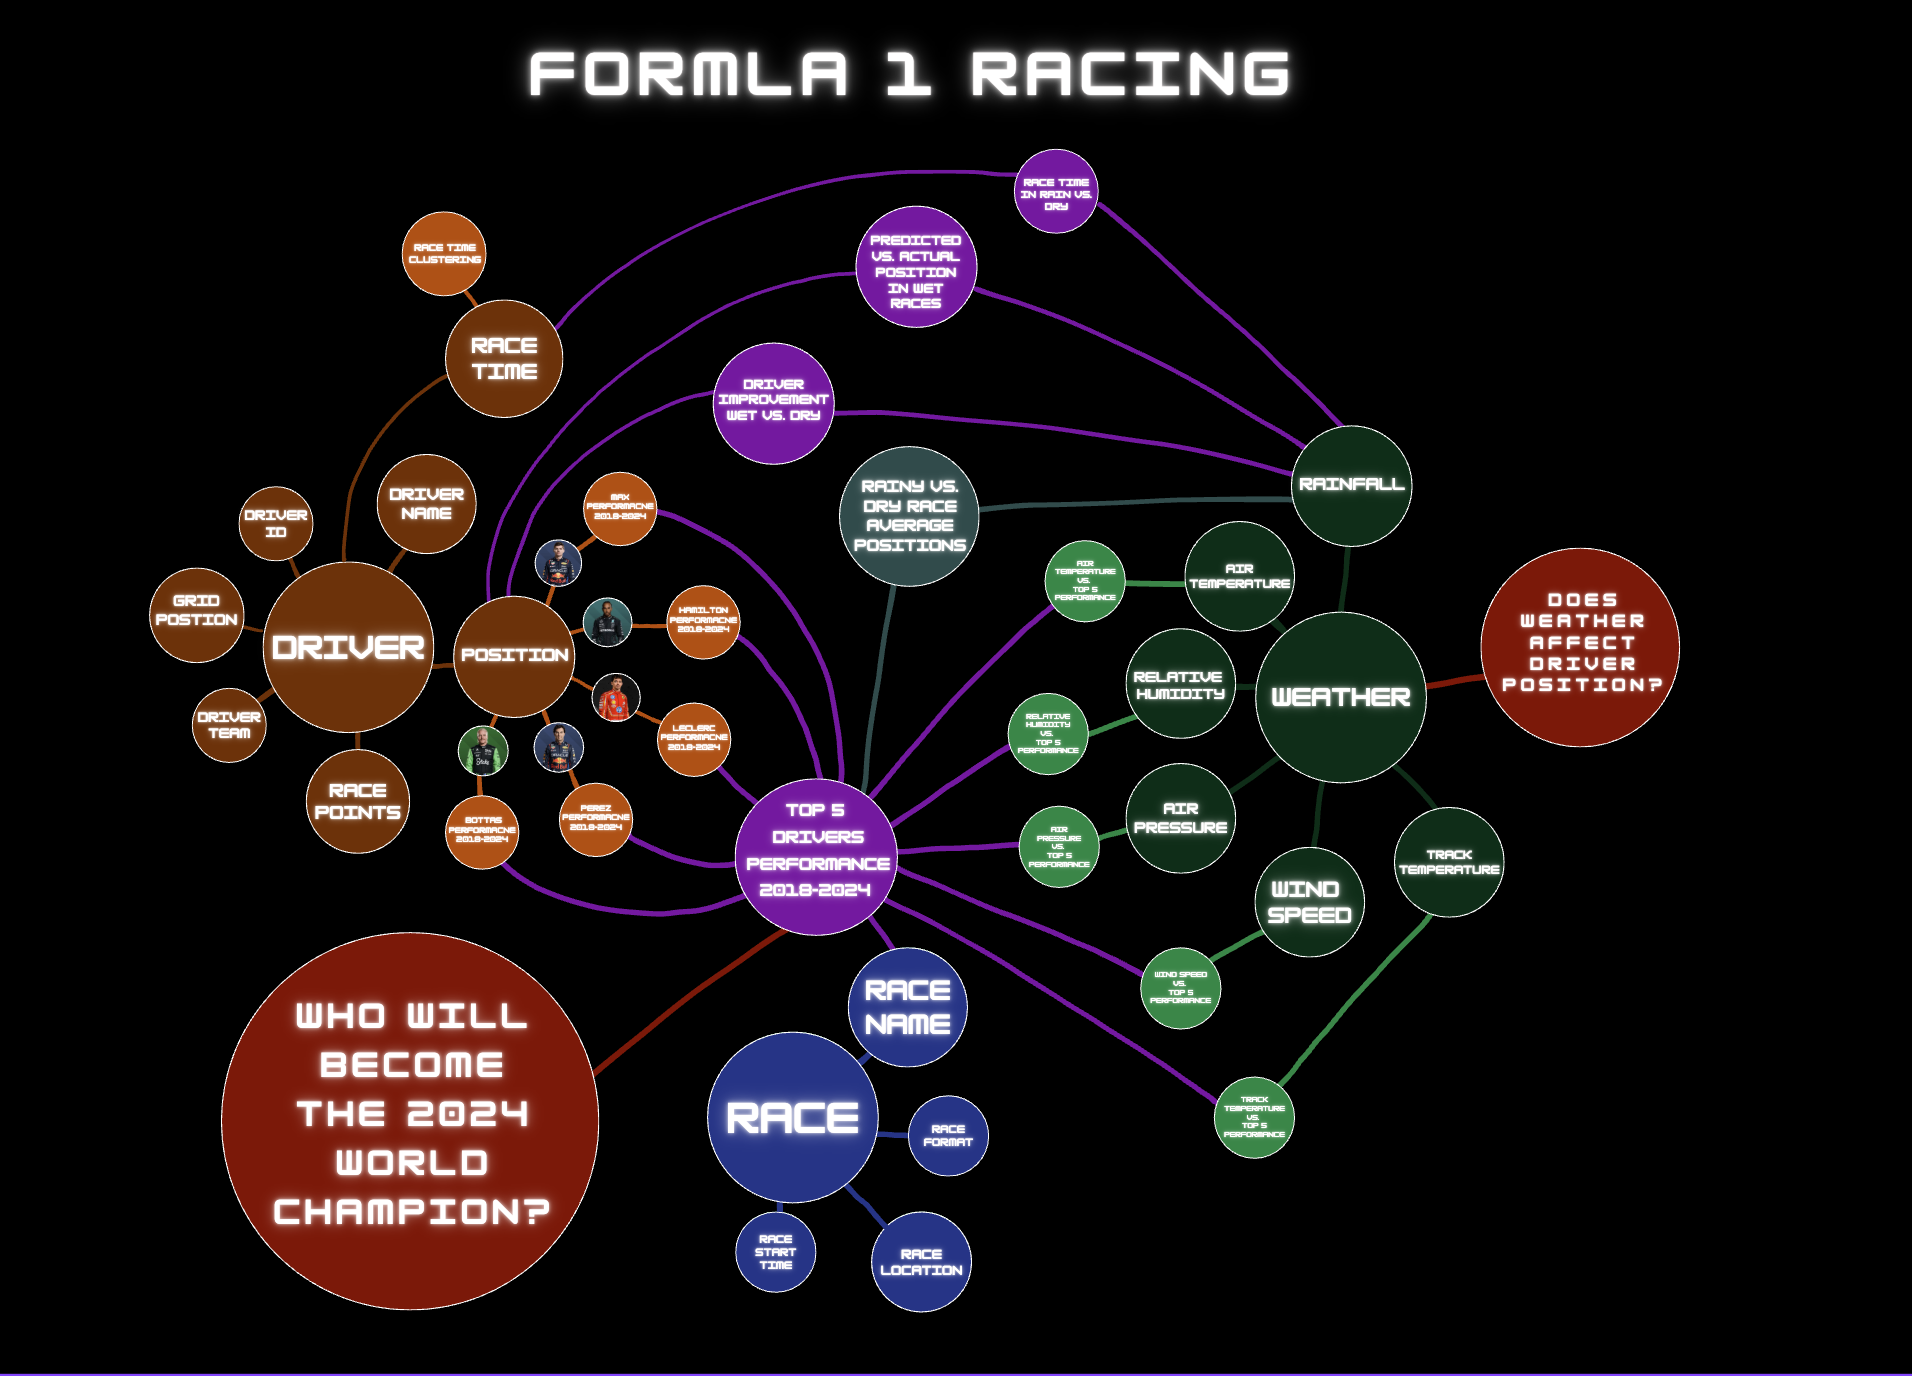 FORMLA 1 RACING
RACE TIME
IN RAIN VS.
DRY
PREDICTED
VS. ACTUAL
POSITION
IN WET
RACES
RACE TIME
CLUSTERING
RACE
TIME
DRIVER
IMPROVEMENT
WET VS. DRY
RAINY VS.
DRY RACE
AVERAGE
POSITIONS
RAINFALL
DRIVER
NAME
DRIVER
ID
GRID
POSTION
DRIVER
DRIVER
TEAM
RACE
POINTS
POSITION
MAX
PERFORMACNE
2018-2024
HAMILTON
PERFORMACNE
2018-2024
LECLERC
PERFORMACNE
2018-2024
PEREZ
PERFORMACNE
2018-2024
BOTTAS
PERFORMACNE
2018-2024
AIR
TEMPERATURE
VS.
TOP 5
PERFORMANCE
AIR
TEMPERATURE
RELATIVE
HUMIDITY
RELATIVE
HUMIDITY
VS.
TOP 5
PERFORMANCE
WEATHER
DOES
WEATHER
AFFECT
DRIVER
POSITION?
AIR
PRESSURE
AIR
PRESSURE
VS.
TOP 5
PERFORMANCE
TOP 5
DRIVERS
PERFORMANCE
2018-2024
WIND
SPEED
TRACK
TEMPERATURE
WIND SPEED
VS.
TOP 5
PERFORMANCE
TRACK
TEMPERATURE
VS.
TOP 5
PERFORMANCE
WHO WILL
BECOME
THE 2024
WORLD
CHAMPION?
RACE
NAME
RACE
RACE
FORMAT
RACE
START
TIME
RACE
LOCATION